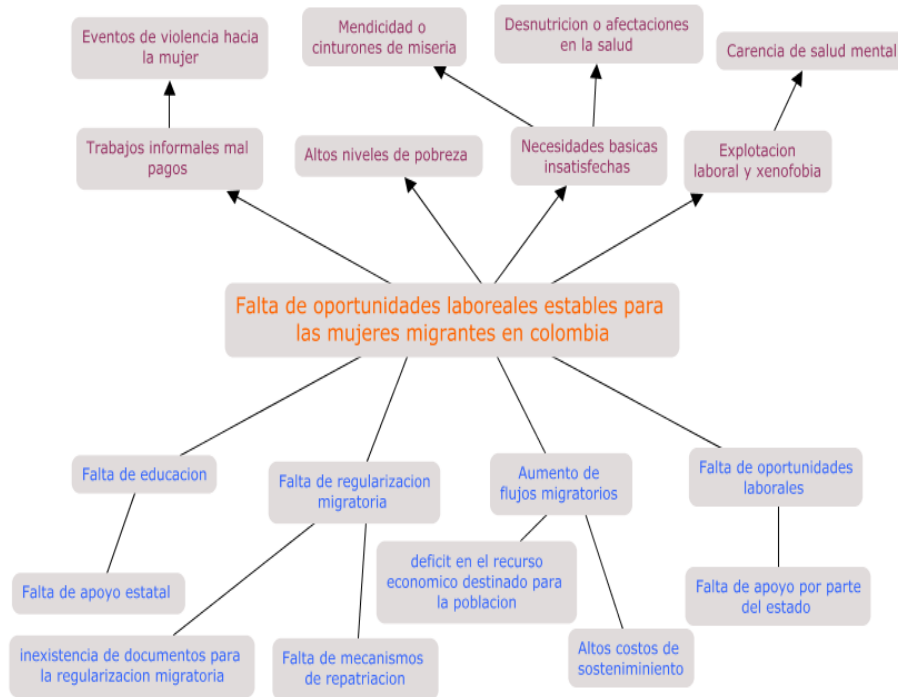 Eventos de violencia hacia
la mujer
Mendicidad o
cinturones de miseria
Desnutricion o afectaciones
en la salud
Carencia de salud mental
Trabajos informales mal
pagos
Altos niveles de pobreza
Necesidades basicas
insatisfechas
Explotacion
laboral y xenofobia
Falta de oportunidades laboreales estables para
las mujeres migrantes en colombia
Falta de educacion
Falta de regularizacion
migratoria
Aumento de
flujos migratorios
Falta de oportunidades
laborales
Falta de apoyo estatal
deficit en el recurso
economico destinado para
la poblacion
Falta de apoyo por parte
del estado
inexistencia de documentos para
la regularizacion migratoria
Falta de mecanismos
de repatriacion
Altos costos de
sostenimiminto